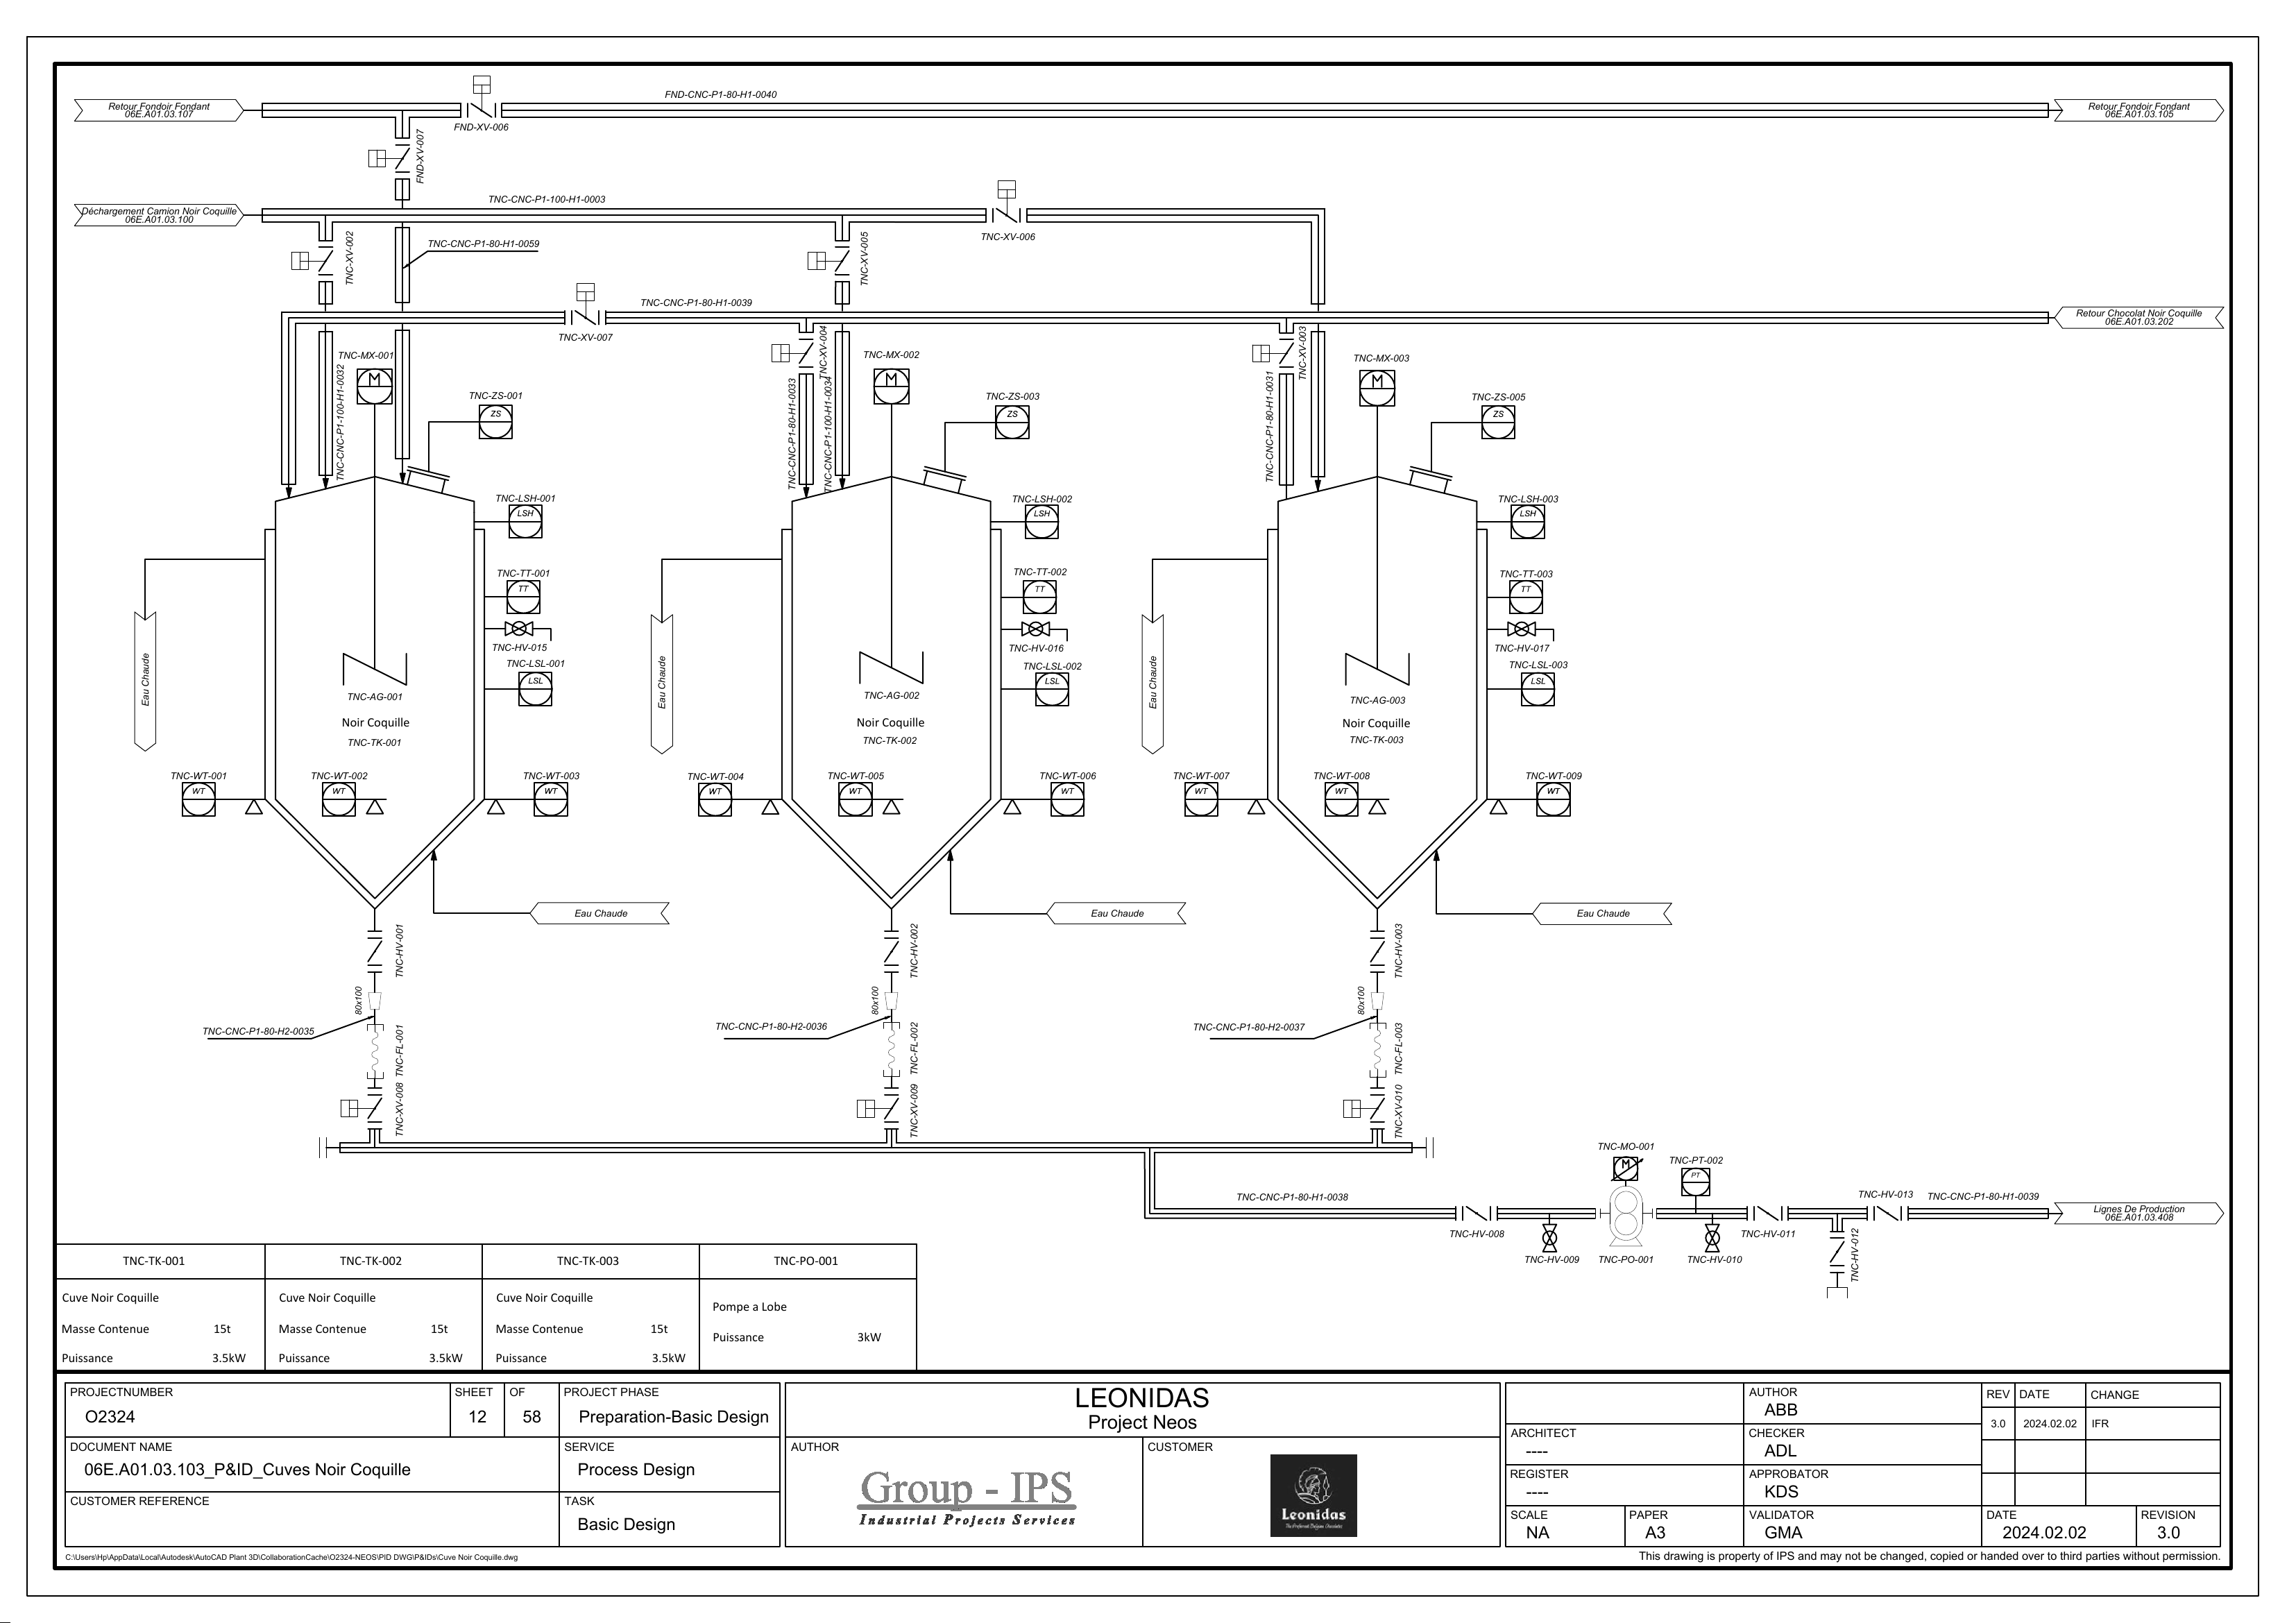 FND-CNC-P1-80-H1-0040
Retour Fondoir Fondant
06E.A01.03.107
Retour Fondoir Fondant
06E.A01.03.105
FND-XV-006
FND-XV-007
TNC-CNC-P1-100-H1-0003
Déchargement Camion Noir Coquille
06E.A01.03.100
TNC-XV-002
TNC-CNC-P1-80-H1-0059
TNC-XV-005
TNC-XV-006
TNC-CNC-P1-80-H1-0039
Retour Chocolat Noir Coquille
06E.A01.03.202
TNC-XV-007
TNC-XV-004
TNC-XV-003
TNC-MX-001
M
TNC-MX-002
M
TNC-MX-003
M
TNC-CNC-P1-100-H1-0032
TNC-CNC-P1-80-H1-0033
TNC-CNC-P1-100-H1-0034
TNC-CNC-P1-80-H1-0031
TNC-ZS-001
ZS
TNC-ZS-003
ZS
TNC-ZS-005
ZS
TNC-LSH-001
LSH
TNC-LSH-002
LSH
TNC-LSH-003
LSH
TNC-TT-001
TT
TNC-TT-002
TT
TNC-TT-003
TT
TNC-HV-015
TNC-HV-016
TNC-HV-017
TNC-LSL-001
LSL
TNC-LSL-002
LSL
TNC-LSL-003
LSL
Eau Chaude
Eau Chaude
Eau Chaude
TNC-AG-001
Noir Coquille
TNC-TK-001
TNC-AG-002
Noir Coquille
TNC-TK-002
TNC-AG-003
Noir Coquille
TNC-TK-003
TNC-WT-001
WT
TNC-WT-002
WT
TNC-WT-003
WT
TNC-WT-004
WT
TNC-WT-005
WT
TNC-WT-006
WT
TNC-WT-007
WT
TNC-WT-008
WT
TNC-WT-009
WT
Eau Chaude
Eau Chaude
Eau Chaude
TNC-HV-001
TNC-HV-002
TNC-HV-003
80x100
80x100
80x100
TNC-CNC-P1-80-H2-0035
TNC-CNC-P1-80-H2-0036
TNC-CNC-P1-80-H2-0037
TNC-FL-001
TNC-FL-002
TNC-FL-003
TNC-XV-008
TNC-XV-009
TNC-XV-010
TNC-MO-001
M
TNC-PT-002
PT
TNC-CNC-P1-80-H1-0038
TNC-HV-013
TNC-CNC-P1-80-H1-0039
Lignes De Production
06E.A01.03.408
TNC-HV-008
TNC-HV-009
TNC-PO-001
TNC-HV-010
TNC-HV-011
TNC-HV-012
TNC-TK-001
Cuve Noir Coquille
Masse Contenue 15t
Puissance 3.5kW
TNC-TK-002
Cuve Noir Coquille
Masse Contenue 15t
Puissance 3.5kW
TNC-TK-003
Cuve Noir Coquille
Masse Contenue 15t
Puissance 3.5kW
TNC-PO-001
Pompe a Lobe
Puissance 3kW
PROJECTNUMBER
O2324
SHEET
12
OF
58
PROJECT PHASE
Preparation-Basic Design
DOCUMENT NAME
06E.A01.03.103_P&ID_Cuves Noir Coquille
SERVICE
Process Design
CUSTOMER REFERENCE
TASK
Basic Design
LEONIDAS
Project Neos
AUTHOR
Group - IPS
Industrial Projects Services
CUSTOMER
Leonidas
ARCHITECT
----
REGISTER
----
SCALE
NA
PAPER
A3
AUTHOR
ABB
CHECKER
ADL
APPROBATOR
KDS
VALIDATOR
GMA
REV DATE CHANGE
3.0 2024.02.02 IFR
DATE
2024.02.02
REVISION
3.0
C:\Users\Hp\AppData\Local\Autodesk\AutoCAD Plant 3D\CollaborationCache\O2324-NEOS\PID DWG\P&IDs\Cuve Noir Coquille.dwg
This drawing is property of IPS and may not be changed, copied or handed over to third parties without permission.